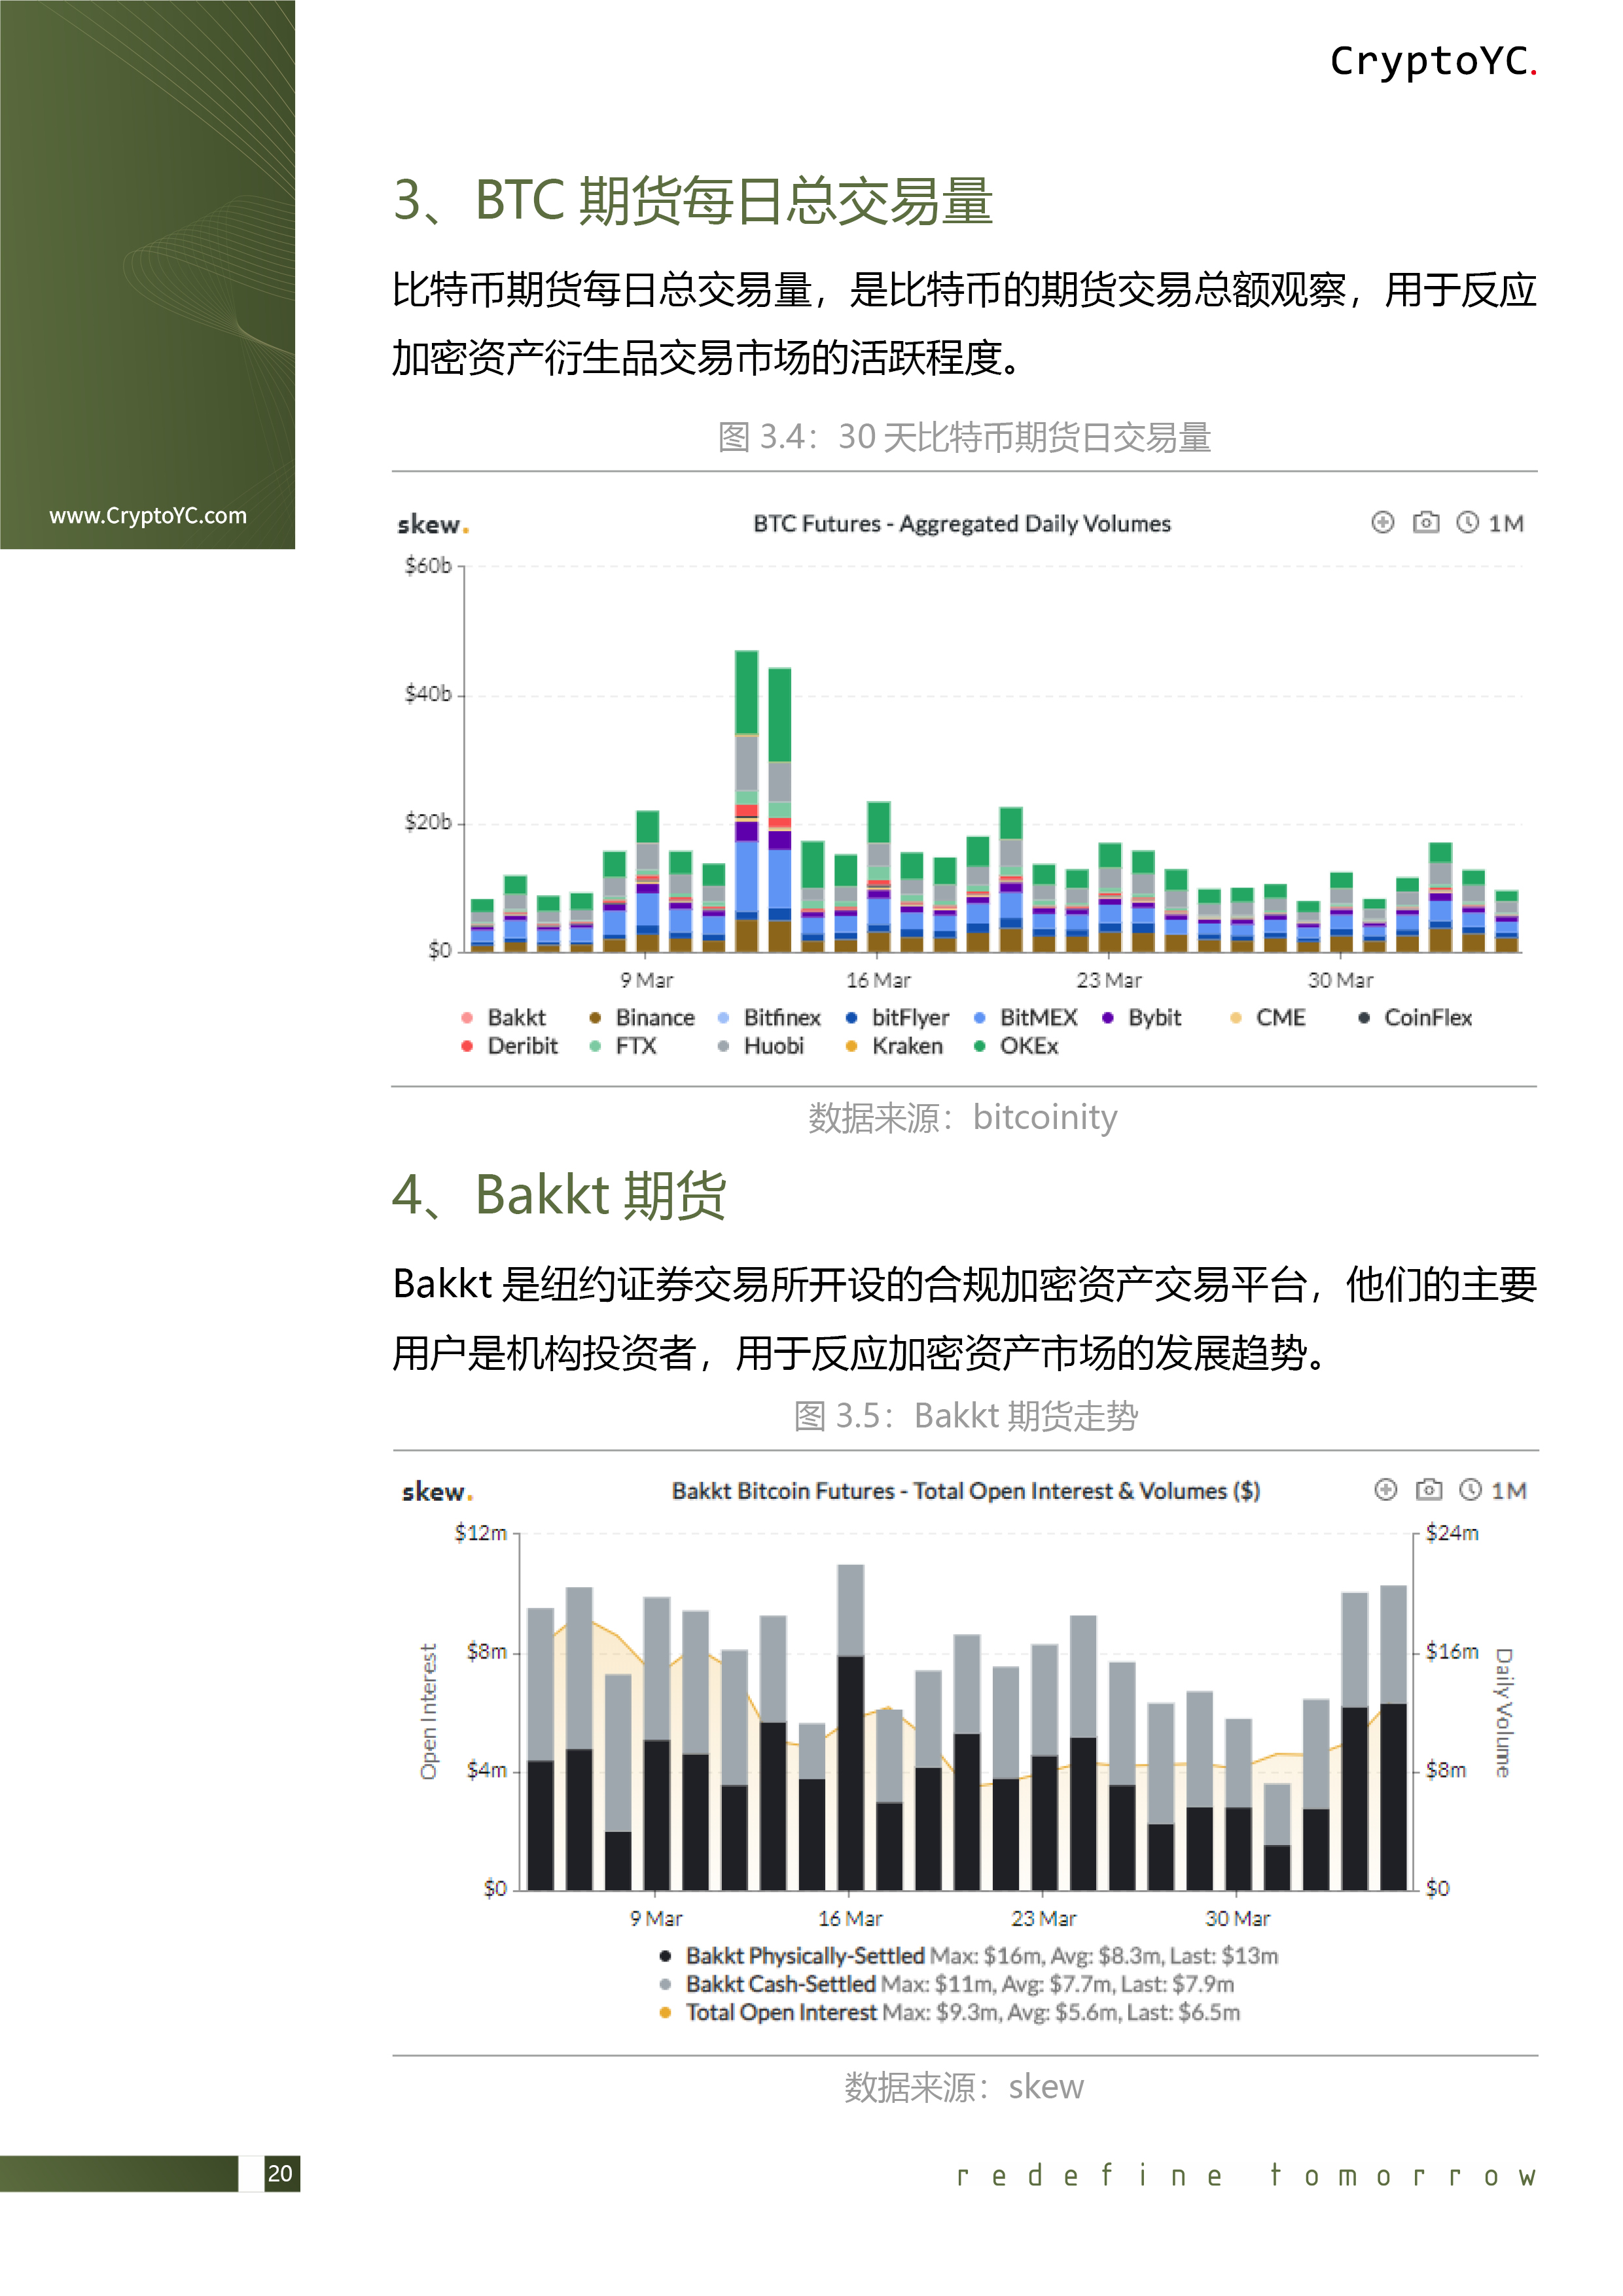 CryptoYC.
www.CryptoYC.com
3、BTC 期货每日总交易量
比特币期货每日总交易量，是比特币的期货交易总额观察，用于反应
加密资产衍生品交易市场的活跃程度。
图 3.4：30 天比特币期货日交易量
skew.
BTC Futures - Aggregated Daily Volumes
1M
$60b
$40b
$20b
$0
9 Mar 16 Mar 23 Mar 30 Mar
Bakkt Binance Bitfinex bitFlyer BitMEX Bybit CME CoinFlex
Deribit FTX Huobi Kraken OKEx
数据来源：bitcoinity
4、Bakkt 期货
Bakkt 是纽约证券交易所开设的合规加密资产交易平台，他们的主要
用户是机构投资者，用于反应加密资产市场的发展趋势。
图 3.5：Bakkt 期货走势
skew.
Bakkt Bitcoin Futures - Total Open Interest & Volumes ($)
1M
$12m $24m
$8m $16m
$4m $8m
$0 $0
Open Interest
Daily Volume
9 Mar 16 Mar 23 Mar 30 Mar
Bakkt Physically-Settled Max: $16m, Avg: $8.3m, Last: $13m
Bakkt Cash-Settled Max: $11m, Avg: $7.7m, Last: $7.9m
Total Open Interest Max: $9.3m, Avg: $5.6m, Last: $6.5m
数据来源：skew
20
redefine tomorrow